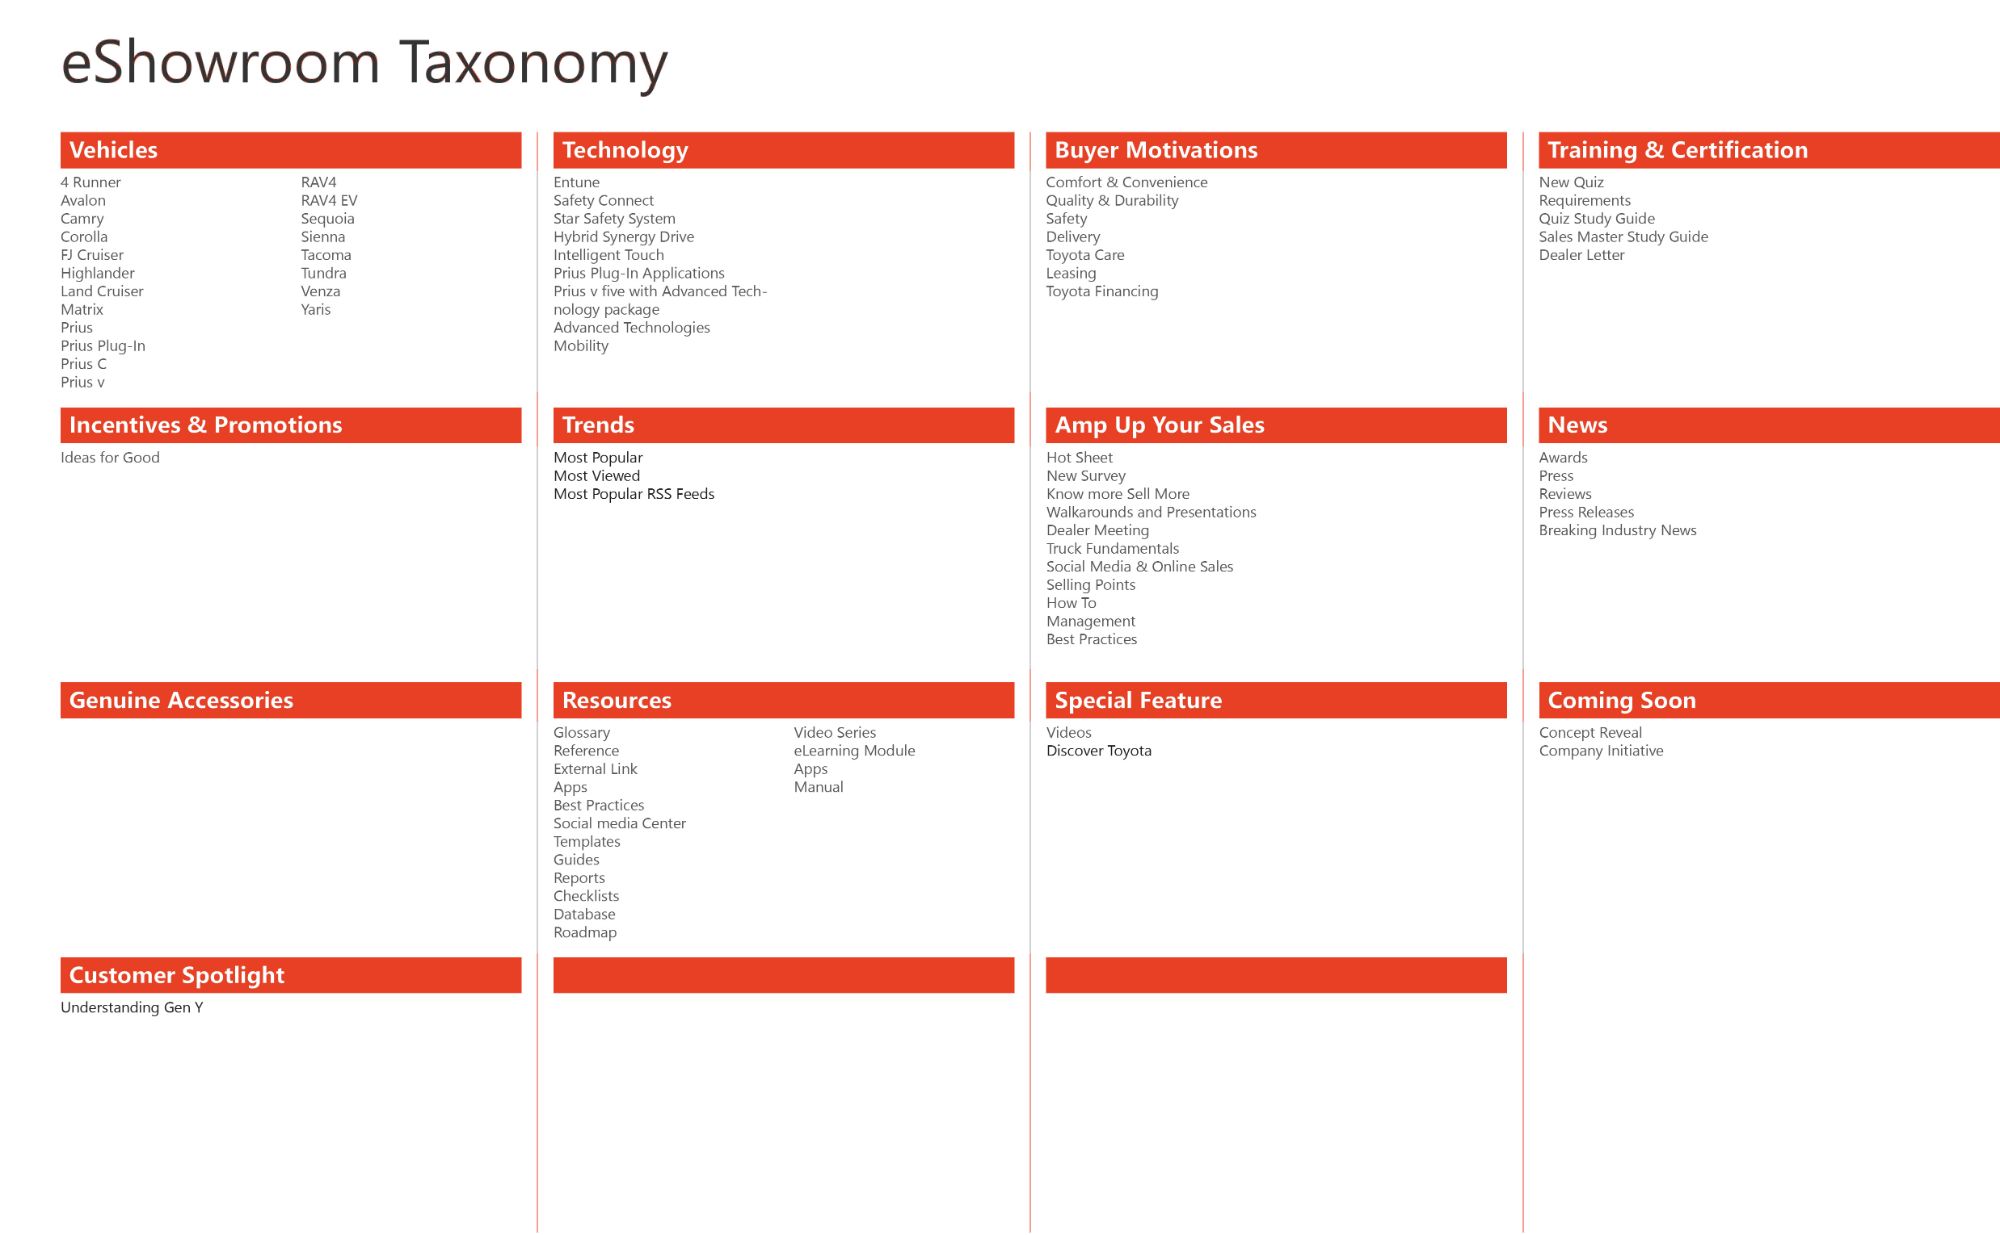 eShowroom Taxonomy
Vehicles
4 Runner
Avalon
Camry
Corolla
FJ Cruiser
Highlander
Land Cruiser
Matrix
Prius
Prius Plug-In
Prius C
Prius v
RAV4
RAV4 EV
Sequoia
Sienna
Tacoma
Tundra
Venza
Yaris
Technology
Entune
Safety Connect
Star Safety System
Hybrid Synergy Drive
Intelligent Touch
Prius Plug-In Applications
Prius v five with Advanced Tech-
nology package
Advanced Technologies
Mobility
Buyer Motivations
Comfort & Convenience
Quality & Durability
Safety
Delivery
Toyota Care
Leasing
Toyota Financing
Training & Certification
New Quiz
Requirements
Quiz Study Guide
Sales Master Study Guide
Dealer Letter
Incentives & Promotions
Ideas for Good
Trends
Most Popular
Most Viewed
Most Popular RSS Feeds
Amp Up Your Sales
Hot Sheet
New Survey
Know more Sell More
Walkarounds and Presentations
Dealer Meeting
Truck Fundamentals
Social Media & Online Sales
Selling Points
How To
Management
Best Practices
News
Awards
Press
Reviews
Press Releases
Breaking Industry News
Genuine Accessories
Resources
Glossary
Reference
External Link
Apps
Best Practices
Social media Center
Templates
Guides
Reports
Checklists
Database
Roadmap
Video Series
eLearning Module
Apps
Manual
Special Feature
Videos
Discover Toyota
Coming Soon
Concept Reveal
Company Initiative
Customer Spotlight
Understanding Gen Y